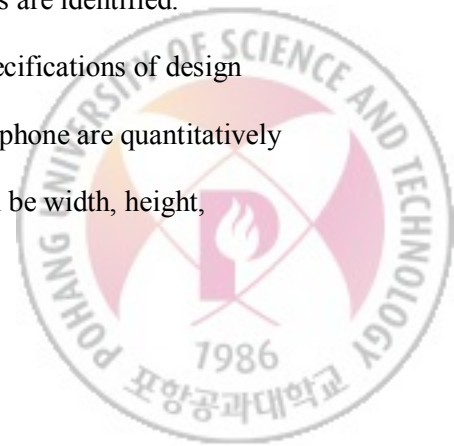 s are identified.
ecifications of design
phone are quantitatively
be width, height,
POHANG UNIVERSITY OF SCIENCE AND TECHNOLOGY
1986
포항공과대학교